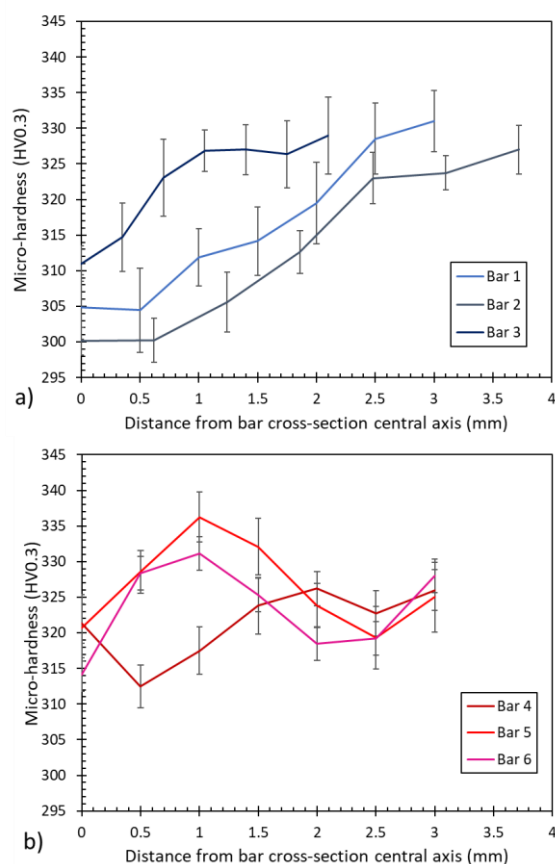 345
340
335
330
325
320
315
310
305
300
295
Micro-hardness (HV0.3)
Bar 1
Bar 2
Bar 3
0 0.5 1 1.5 2 2.5 3 3.5 4
a)
Distance from bar cross-section central axis (mm)
345
340
335
330
325
320
315
310
305
300
295
Micro-hardness (HV0.3)
Bar 4
Bar 5
Bar 6
0 0.5 1 1.5 2 2.5 3 3.5 4
b)
Distance from bar cross-section central axis (mm)